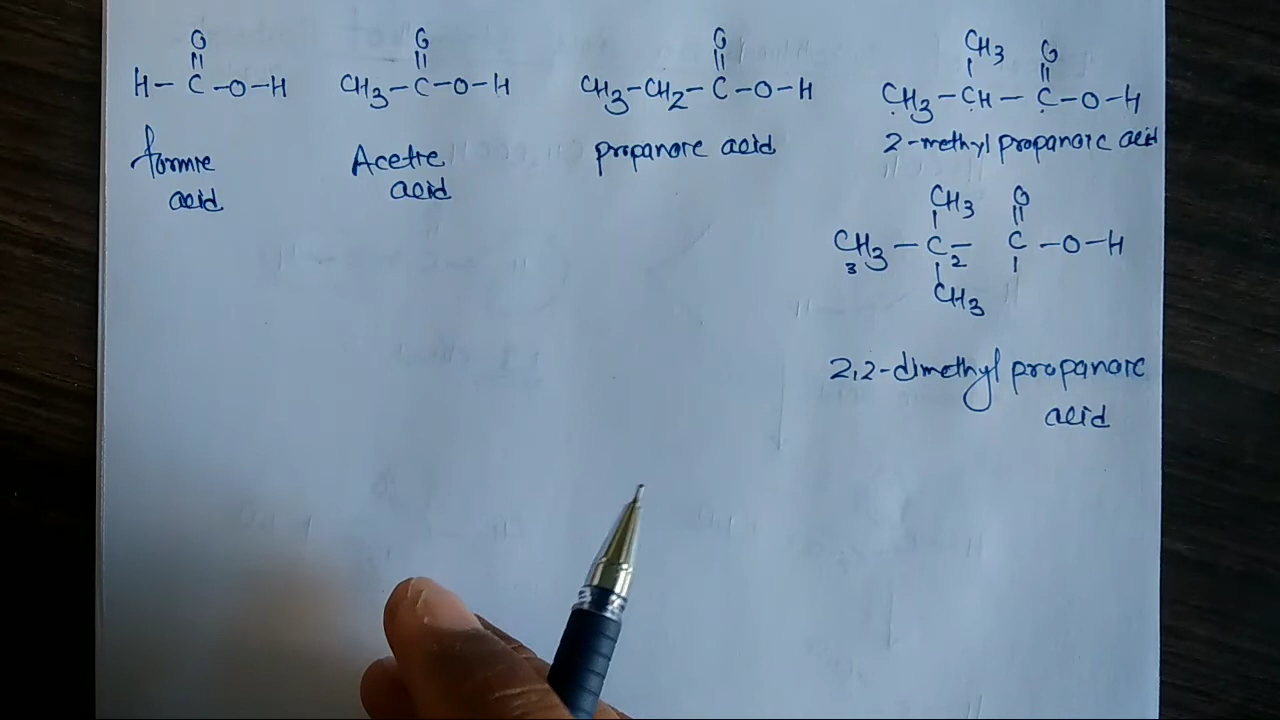 O O O CH3 O
|| || || | ||
H-C-O-H CH3-C-O-H CH3-CH2-C-O-H CH3-CH-C-O-H
formic Acetic propanoic acid 2-methyl propanoic acid
acid acid
CH3 O
| ||
CH3-C-C-O-H
3 | 2 1
CH3
2,2-dimethyl propanoic
acid